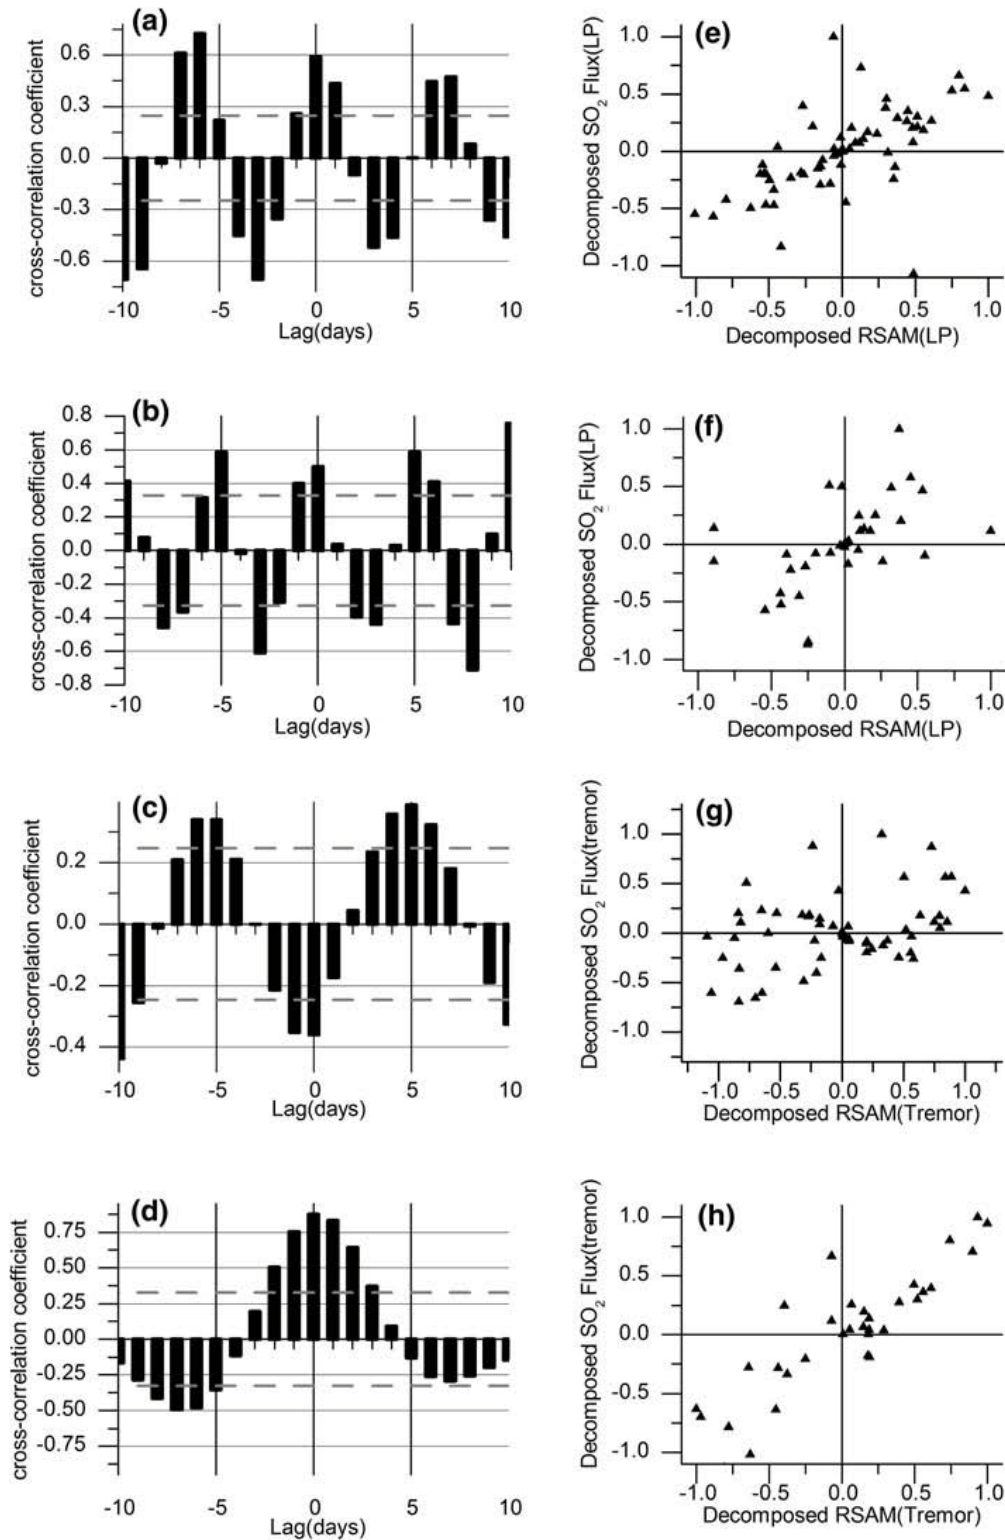 (a)
cross-correlation coefficient
0.6
0.3
0.0
-0.3
-0.6
-10 -5 0 5 10
Lag(days)
(e)
Decomposed SO2 Flux(LP)
1.0
0.5
0.0
-0.5
-1.0
-1.0 -0.5 0.0 0.5 1.0
Decomposed RSAM(LP)
(b)
cross-correlation coefficient
0.8
0.6
0.4
0.2
0.0
-0.2
-0.4
-0.6
-0.8
-10 -5 0 5 10
Lag(days)
(f)
Decomposed SO2 Flux(LP)
1.0
0.5
0.0
-0.5
-1.0
-1.0 -0.5 0.0 0.5 1.0
Decomposed RSAM(LP)
(c)
cross-correlation coefficient
0.2
0.0
-0.2
-0.4
-10 -5 0 5 10
Lag(days)
(g)
Decomposed SO2 Flux(tremor)
1.0
0.5
0.0
-0.5
-1.0
-1.0 -0.5 0.0 0.5 1.0
Decomposed RSAM(Tremor)
(d)
cross-correlation coefficient
0.75
0.50
0.25
0.00
-0.25
-0.50
-0.75
-10 -5 0 5 10
Lag(days)
(h)
Decomposed SO2 Flux(tremor)
1.0
0.5
0.0
-0.5
-1.0
-1.0 -0.5 0.0 0.5 1.0
Decomposed RSAM(Tremor)